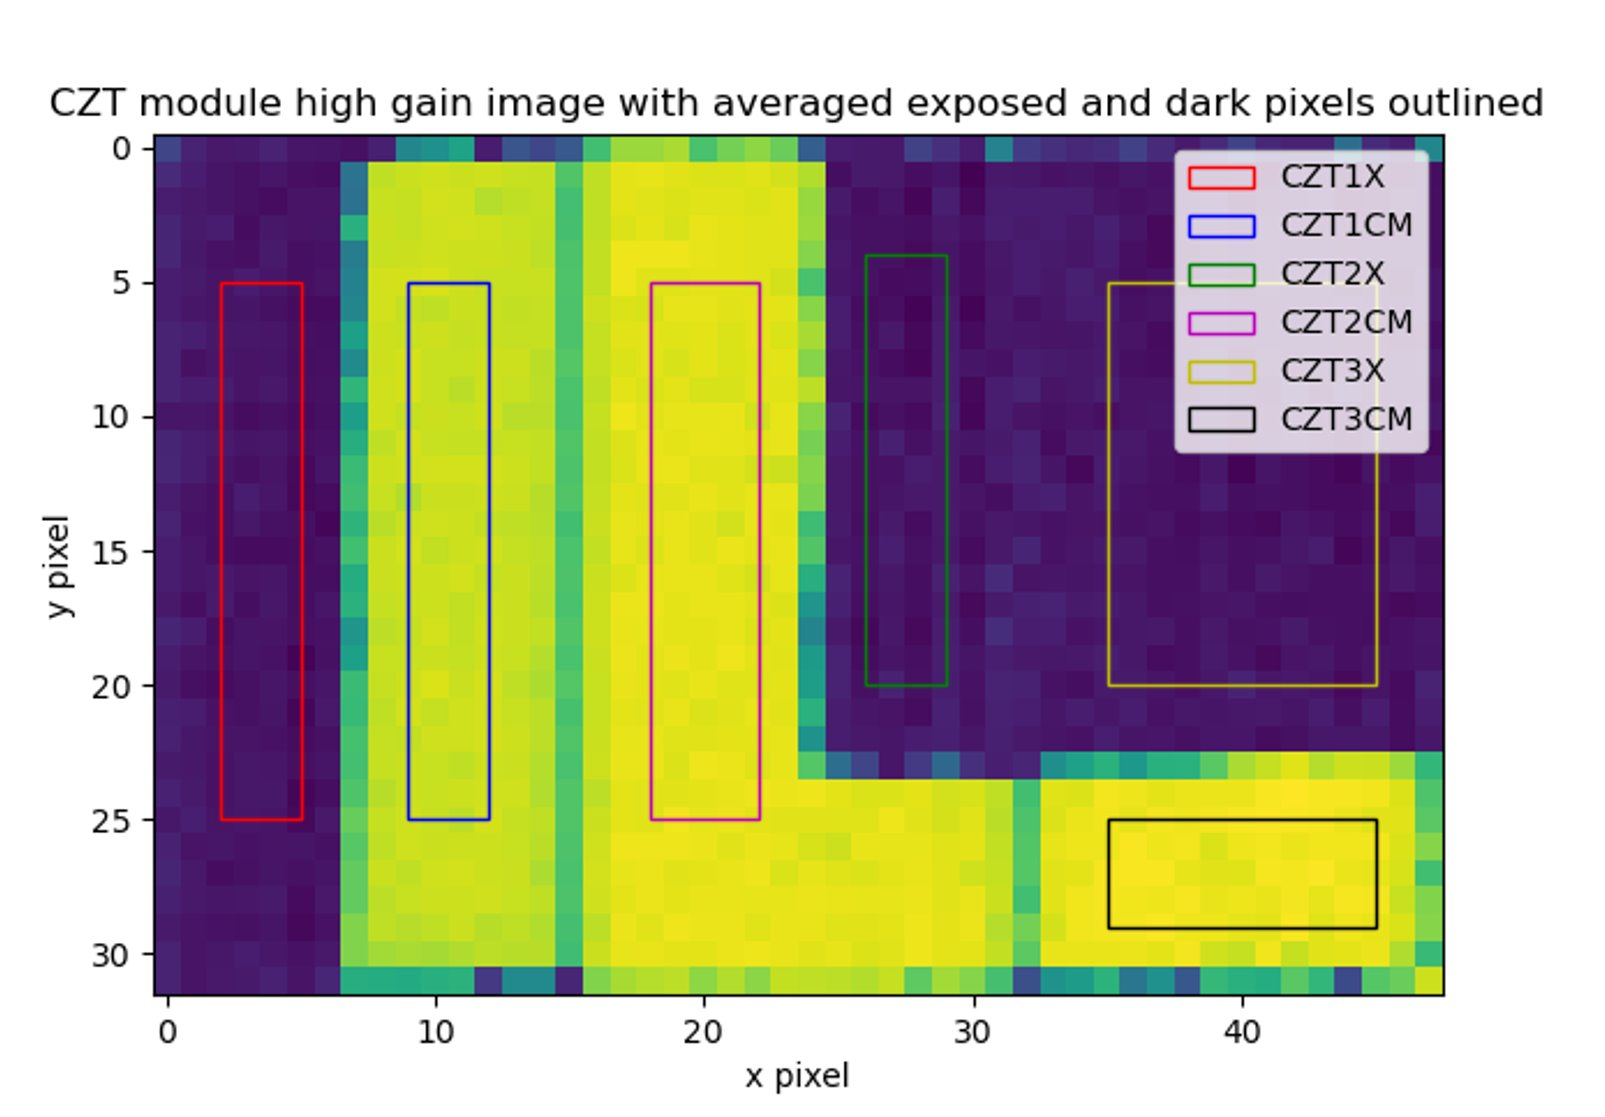 CZT module high gain image with averaged exposed and dark pixels outlined
0
5
10
15
20
25
30
y pixel
CZT1X
CZT1CM
CZT2X
CZT2CM
CZT3X
CZT3CM
0 10 20 30 40
x pixel